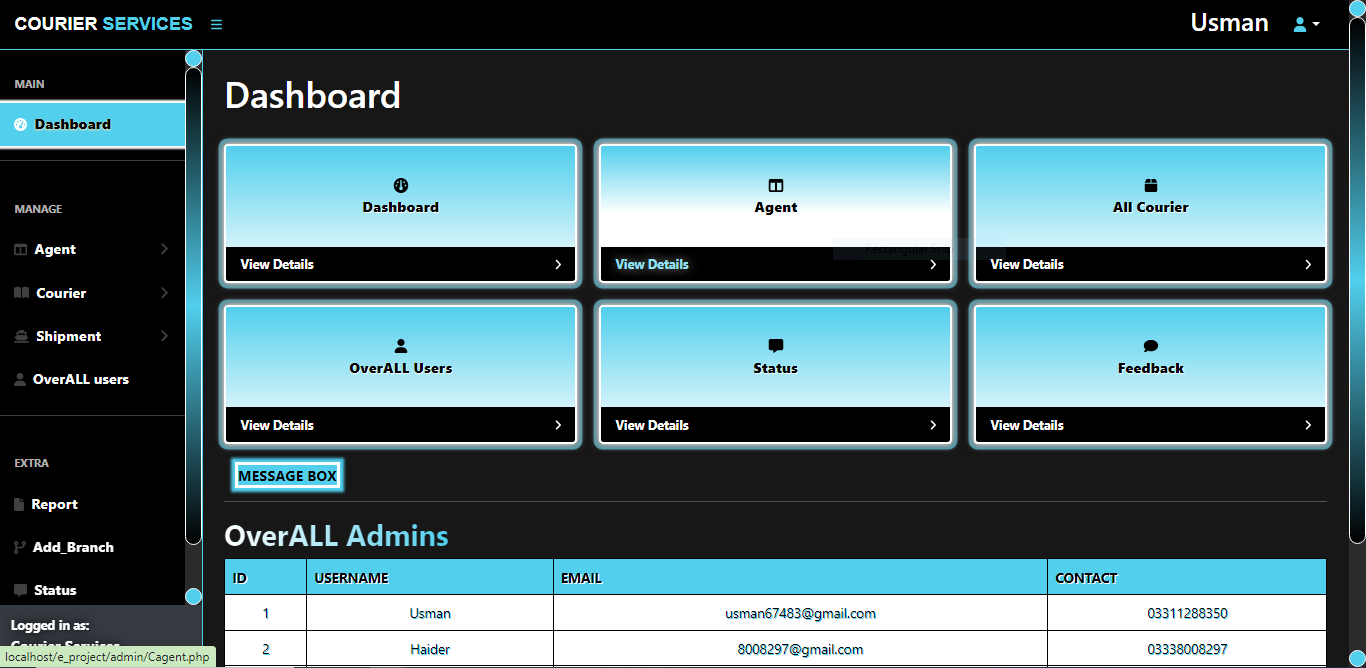 COURIER SERVICES
Usman
MAIN
Dashboard
MANAGE
Agent
Courier
Shipment
OverALL users
EXTRA
Report
Add_Branch
Status
Logged in as:
Courier Services
localhost/e_project/admin/Cagent.php
Dashboard
Dashboard
Agent
All Courier
View Details
View Details
View Details
OverALL Users
Status
Feedback
View Details
View Details
View Details
MESSAGE BOX
OverALL Admins
ID USERNAME EMAIL CONTACT
1 Usman usman67483@gmail.com 03311288350
2 Haider 8008297@gmail.com 03338008297